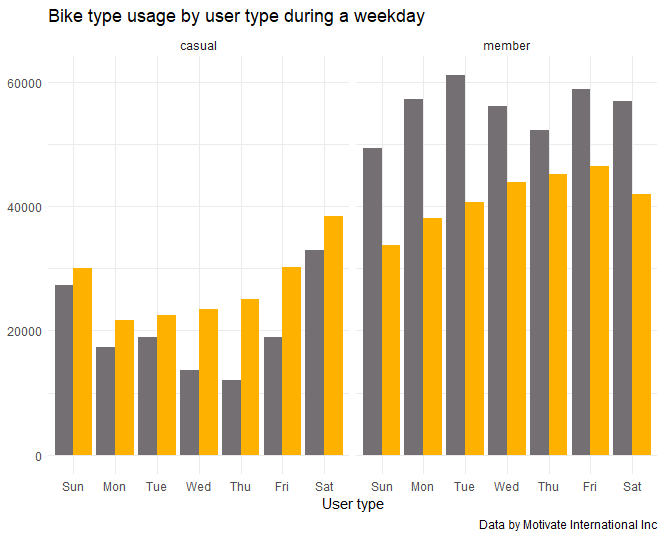 Bike type usage by user type during a weekday
casual member
60000
40000
20000
0
Sun Mon Tue Wed Thu Fri Sat Sun Mon Tue Wed Thu Fri Sat
User type
Data by Motivate International Inc